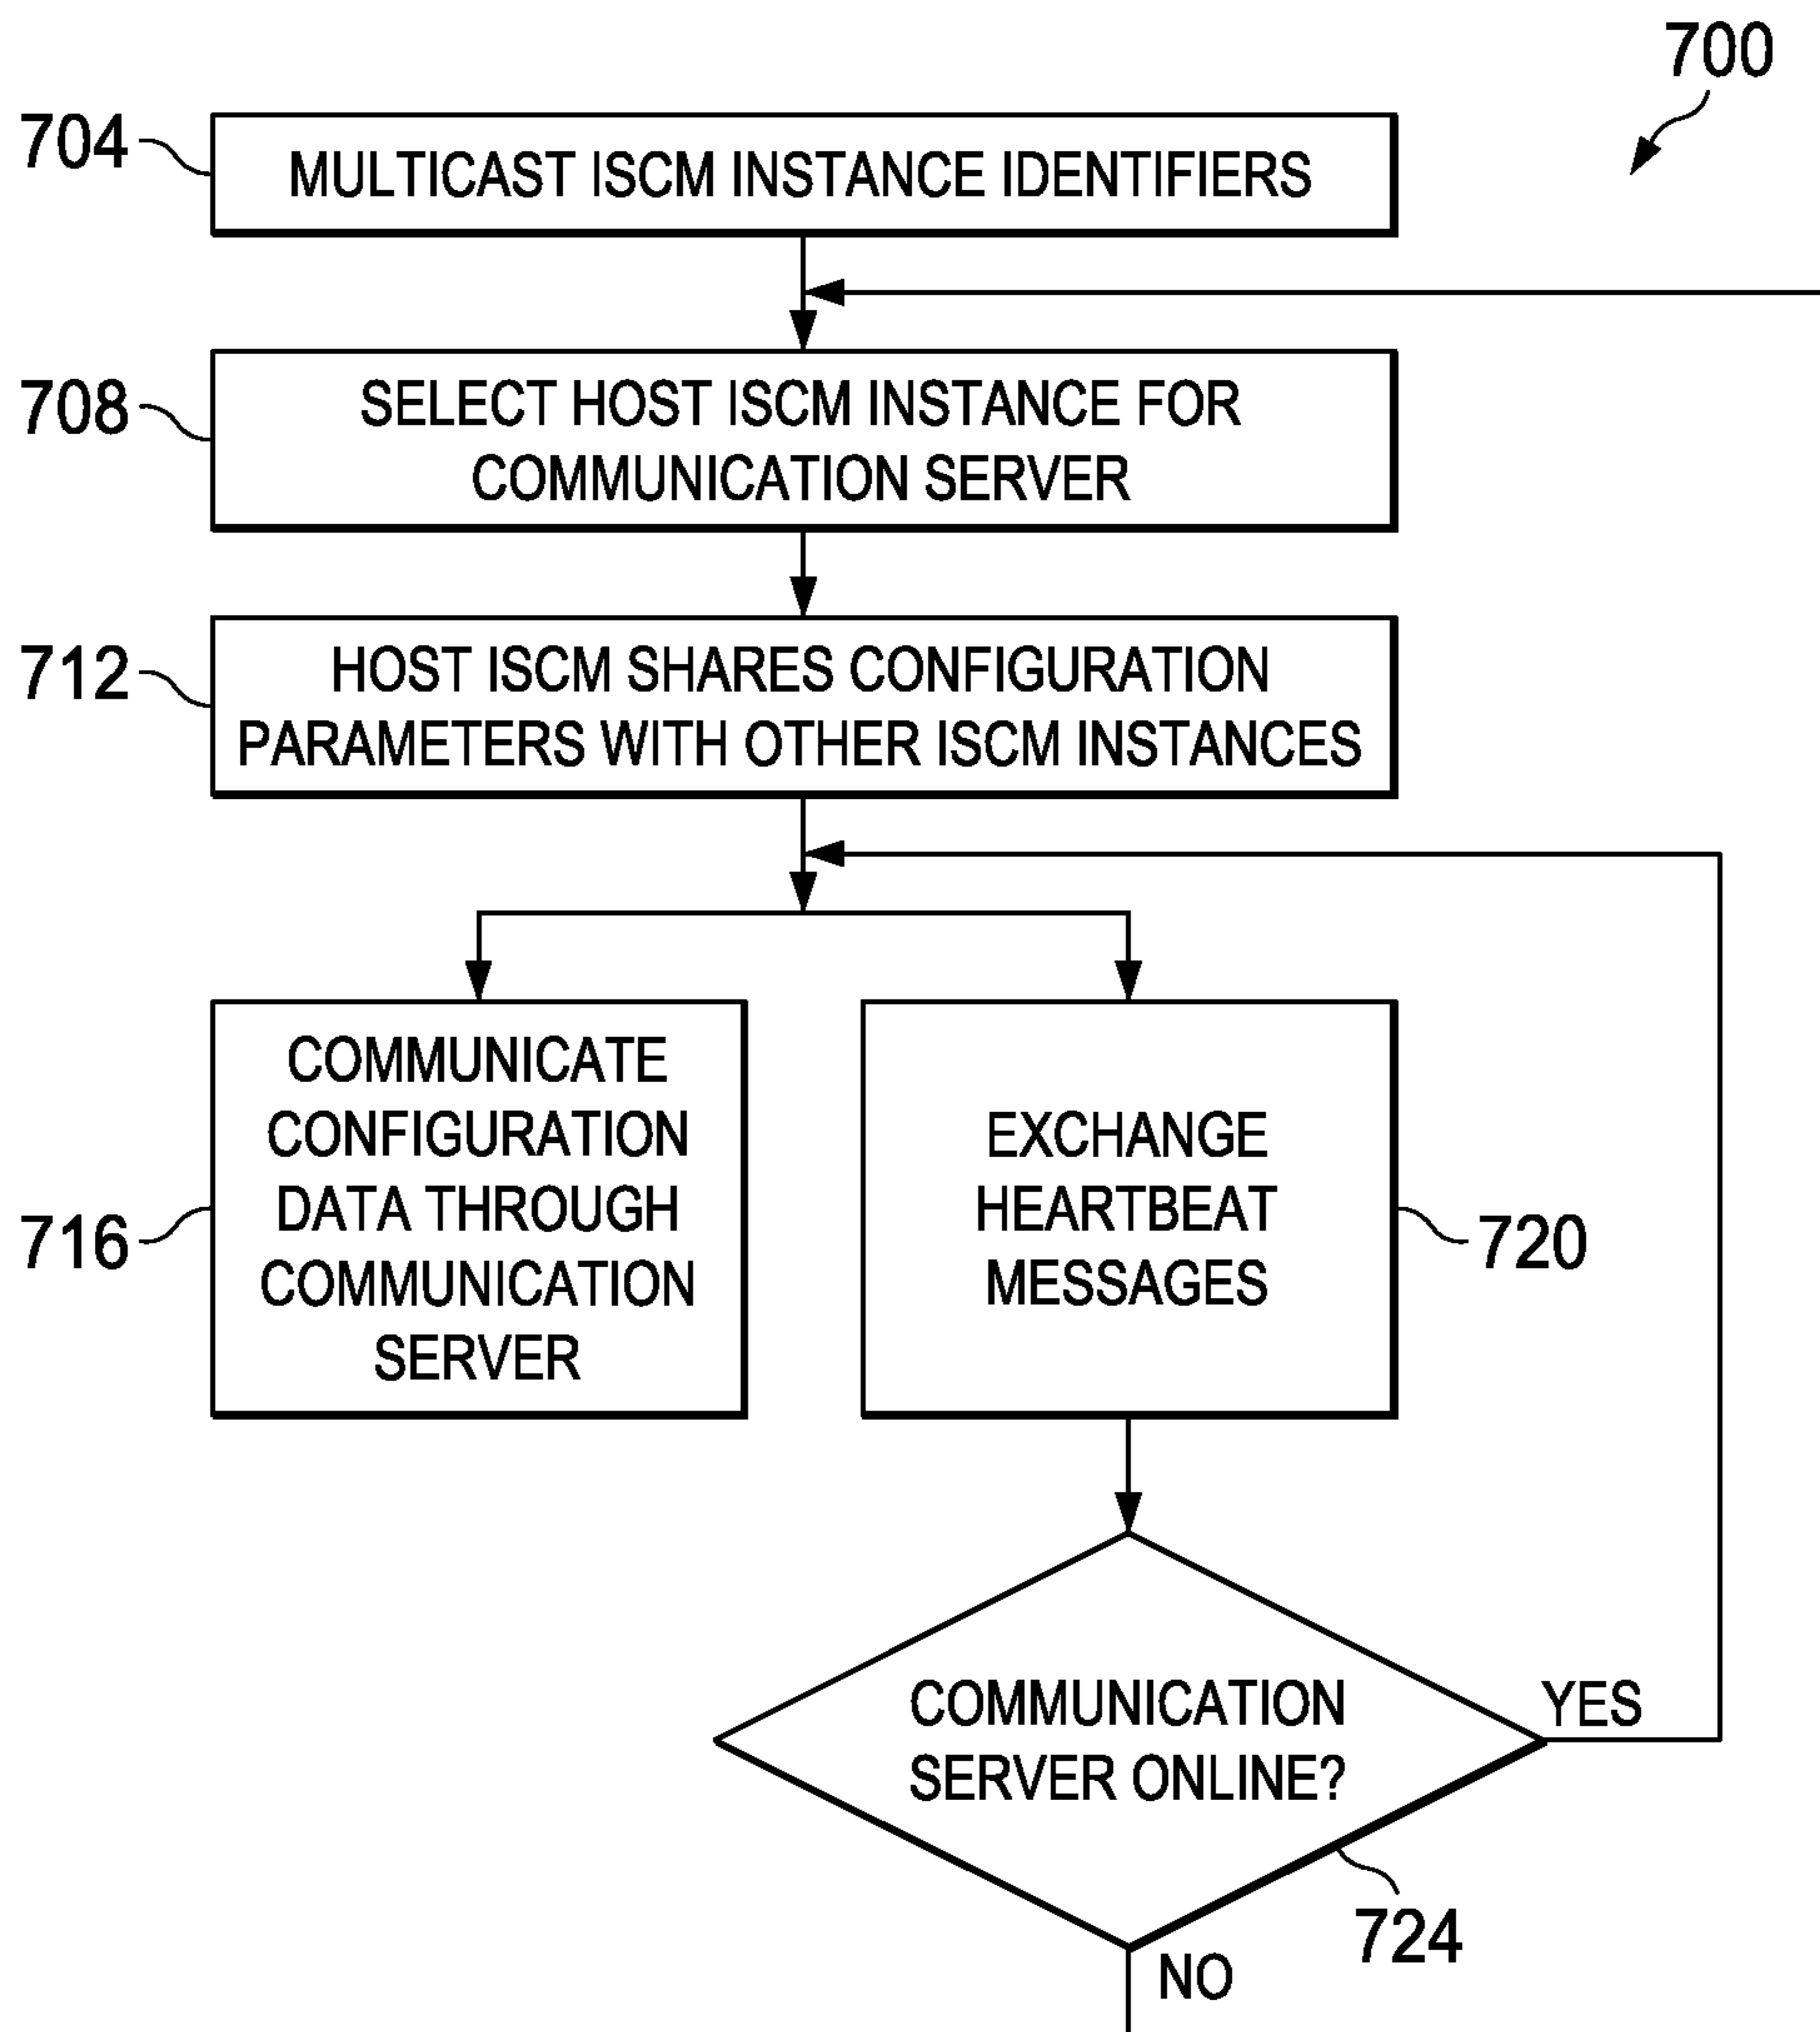 700
704
MULTICAST ISCM INSTANCE IDENTIFIERS
708
SELECT HOST ISCM INSTANCE FOR
COMMUNICATION SERVER
712
HOST ISCM SHARES CONFIGURATION
PARAMETERS WITH OTHER ISCM INSTANCES
716
COMMUNICATE
CONFIGURATION
DATA THROUGH
COMMUNICATION
SERVER
EXCHANGE
HEARTBEAT
MESSAGES
720
COMMUNICATION
SERVER ONLINE?
YES
724
NO